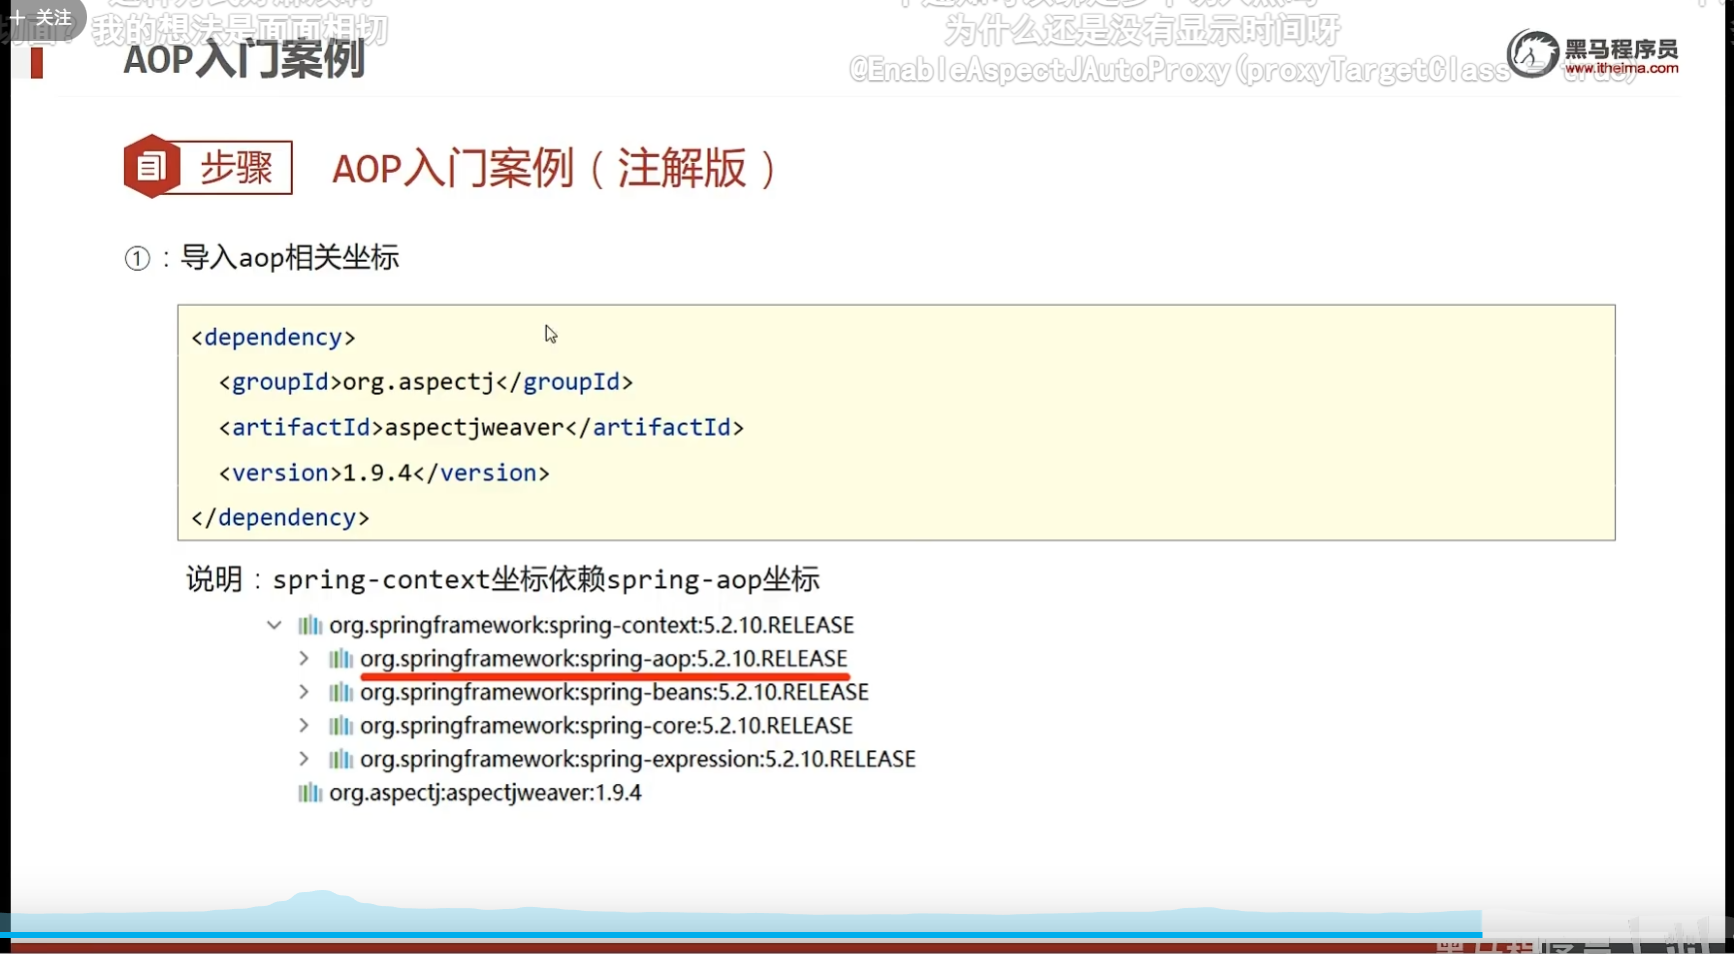 + 关注
我的想法是面面相切
为什么还是没有显示时间呀
AOP入门案例
@EnableAspectJAutoProxy(proxyTargetClass = true)
黑马程序员
www.itheima.com
步骤
AOP入门案例（注解版）
①：导入aop相关坐标
<dependency>
<groupId>org.aspectj</groupId>
<artifactId>aspectjweaver</artifactId>
<version>1.9.4</version>
</dependency>
说明：spring-context坐标依赖spring-aop坐标
org.springframework:spring-context:5.2.10.RELEASE
org.springframework:spring-aop:5.2.10.RELEASE
org.springframework:spring-beans:5.2.10.RELEASE
org.springframework:spring-core:5.2.10.RELEASE
org.springframework:spring-expression:5.2.10.RELEASE
org.aspectj:aspectjweaver:1.9.4